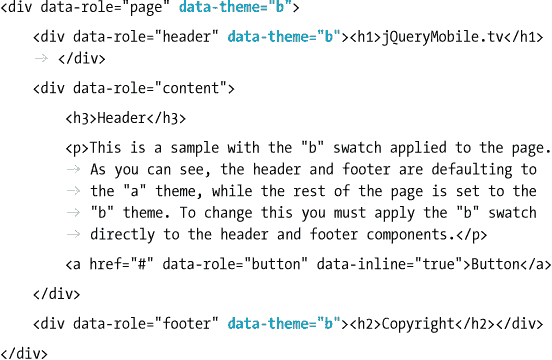 <div data-role="page" data-theme="b">
<div data-role="header" data-theme="b"><h1>jQueryMobile.tv</h1>
→ </div>
<div data-role="content">
<h3>Header</h3>
<p>This is a sample with the "b" swatch applied to the page.
→ As you can see, the header and footer are defaulting to
→ the "a" theme, while the rest of the page is set to the
→ "b" theme. To change this you must apply the "b" swatch
→ directly to the header and footer components.</p>
<a href="#" data-role="button" data-inline="true">Button</a>
</div>
<div data-role="footer" data-theme="b"><h2>Copyright</h2></div>
</div>